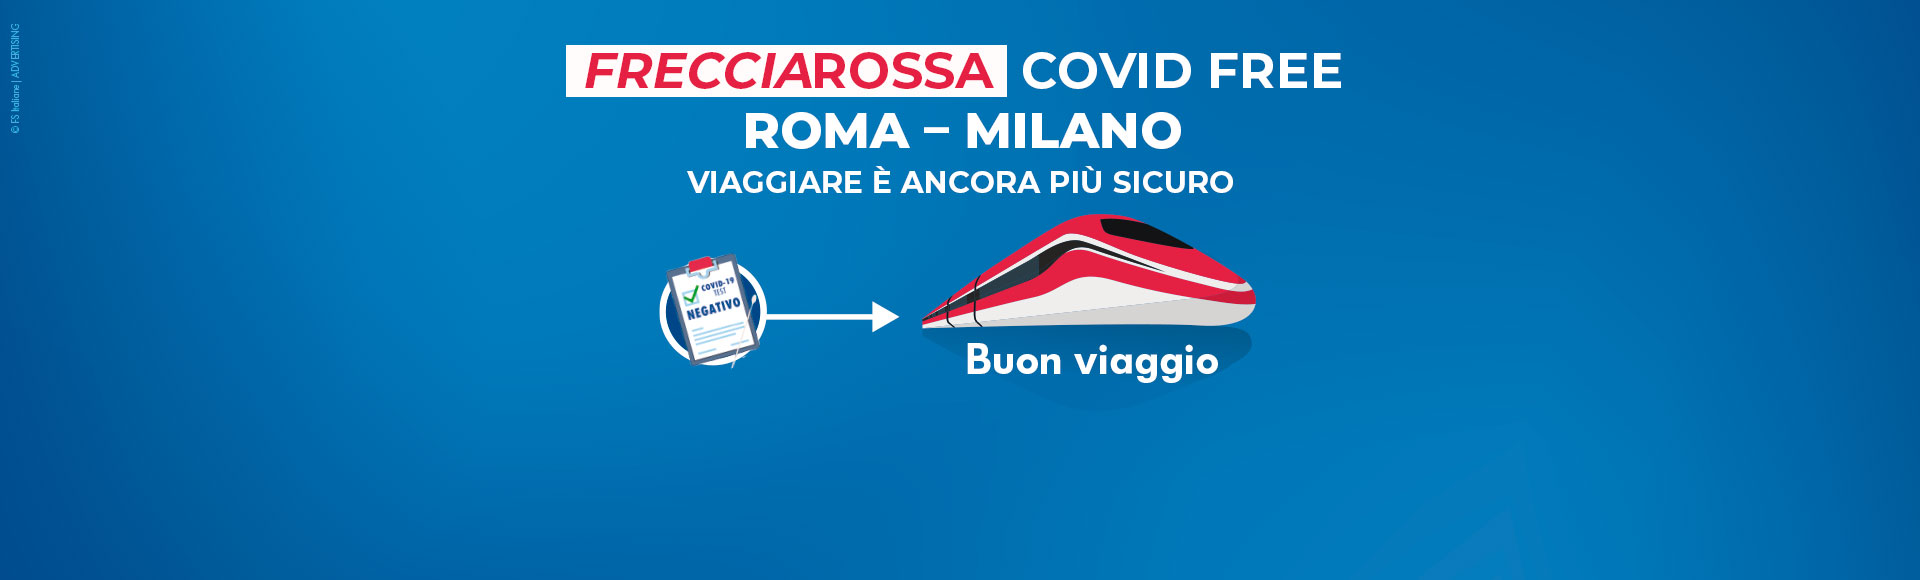 © FS Italiane | ADVERTISING
FRECCIAROSSA COVID FREE
ROMA – MILANO
VIAGGIARE È ANCORA PIÙ SICURO
COVID-19
TEST
NEGATIVO
Buon viaggio